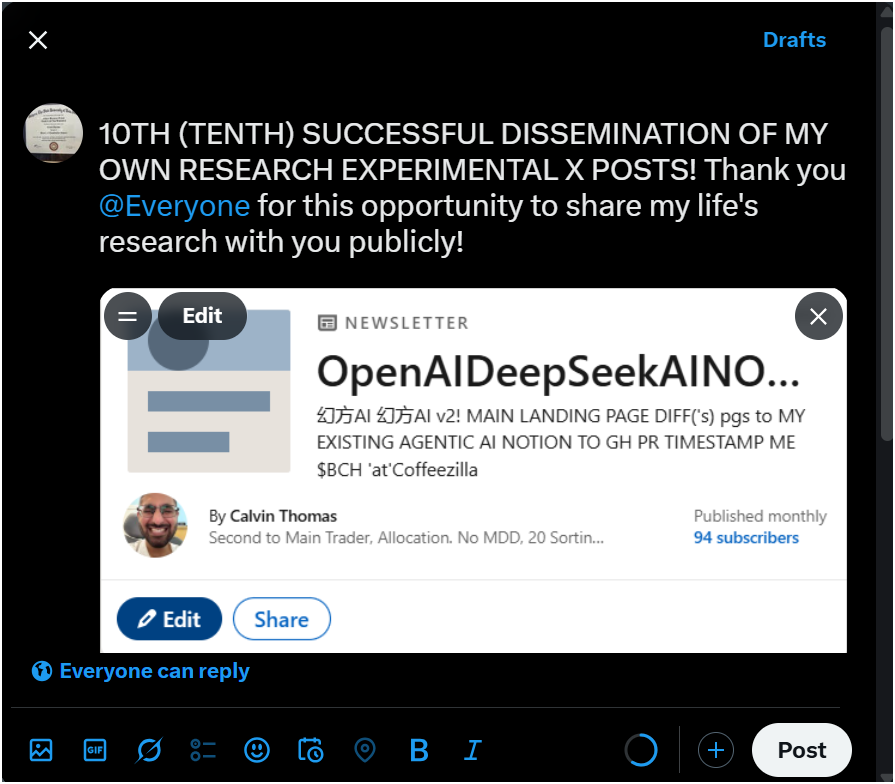 Drafts
10TH (TENTH) SUCCESSFUL DISSEMINATION OF MY
OWN RESEARCH EXPERIMENTAL X POSTS! Thank you
@Everyone for this opportunity to share my life's
research with you publicly!
Edit
NEWSLETTER
OpenAIDeepSeekAINO...
幻方AI 幻方AI v2! MAIN LANDING PAGE DIFF('s) pgs to MY
EXISTING AGENTIC AI NOTION TO GH PR TIMESTAMP ME
$BCH 'at'Coffeezilla
By Calvin Thomas
Second to Main Trader, Allocation. No MDD, 20 Sortin...
Published monthly
94 subscribers
Edit
Share
Everyone can reply
GIF
B
I
Post